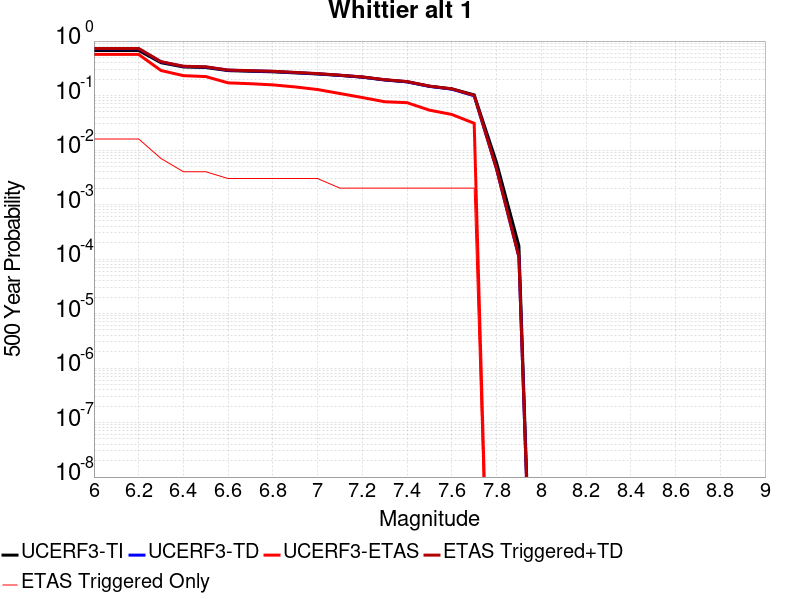 Whittier alt 1
10^0
10^-1
10^-2
10^-3
10^-4
10^-5
10^-6
10^-7
10^-8
500 Year Probability
6 6.2 6.4 6.6 6.8 7 7.2 7.4 7.6 7.8 8 8.2 8.4 8.6 8.8 9
Magnitude
UCERF3-TI UCERF3-TD UCERF3-ETAS ETAS Triggered+TD
ETAS Triggered Only